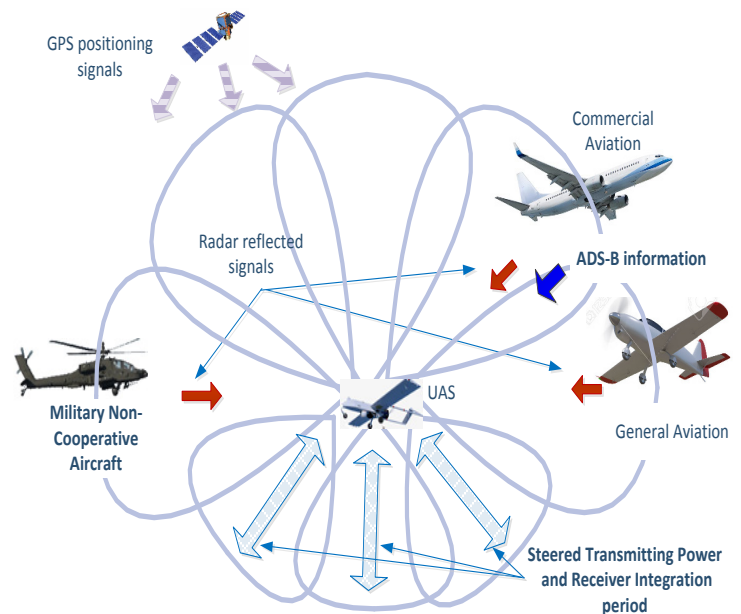 GPS positioning
signals
Commercial
Aviation
Radar reflected
signals
ADS-B information
UAS
Military Non-
Cooperative
Aircraft
General Aviation
Steered Transmitting Power
and Receiver Integration
period